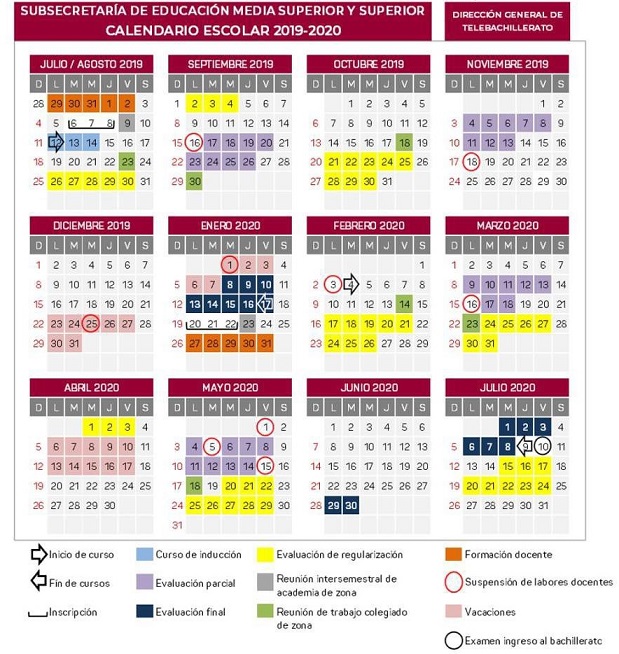 SUBSECRETARÍA DE EDUCACIÓN MEDIA SUPERIOR Y SUPERIOR
CALENDARIO ESCOLAR 2019-2020
DIRECCIÓN GENERAL DE
TELEBACHILLERATO
JULIO / AGOSTO 2019
D L M M J V S
28 29 30 31 1 2 3
4 5 6 7 8 9 10
11 12 13 14 15 16 17
18 19 20 21 22 23 24
25 26 27 28 29 30 31
SEPTIEMBRE 2019
D L M M J V S
1 2 3 4 5 6 7
8 9 10 11 12 13 14
15 16 17 18 19 20 21
22 23 24 25 26 27 28
29 30
OCTUBRE 2019
D L M M J V S
1 2 3 4 5
6 7 8 9 10 11 12
13 14 15 16 17 18 19
20 21 22 23 24 25 26
27 28 29 30 31
NOVIEMBRE 2019
D L M M J V S
1 2
3 4 5 6 7 8 9
10 11 12 13 14 15 16
17 18 19 20 21 22 23
24 25 26 27 28 29 30
DICIEMBRE 2019
D L M M J V S
1 2 3 4 5 6 7
8 9 10 11 12 13 14
15 16 17 18 19 20 21
22 23 24 25 26 27 28
29 30 31
ENERO 2020
D L M M J V S
1 2 3 4
5 6 7 8 9 10 11
12 13 14 15 16 17 18
19 20 21 22 23 24 25
26 27 28 29 30 31
FEBRERO 2020
D L M M J V S
1
2 3 4 5 6 7 8
9 10 11 12 13 14 15
16 17 18 19 20 21 22
23 24 25 26 27 28 29
MARZO 2020
D L M M J V S
1 2 3 4 5 6 7
8 9 10 11 12 13 14
15 16 17 18 19 20 21
22 23 24 25 26 27 28
29 30 31
ABRIL 2020
D L M M J V S
1 2 3 4
5 6 7 8 9 10 11
12 13 14 15 16 17 18
19 20 21 22 23 24 25
26 27 28 29 30
MAYO 2020
D L M M J V S
1 2
3 4 5 6 7 8 9
10 11 12 13 14 15 16
17 18 19 20 21 22 23
24 25 26 27 28 29 30
31
JUNIO 2020
D L M M J V S
1 2 3 4 5 6
7 8 9 10 11 12 13
14 15 16 17 18 19 20
21 22 23 24 25 26 27
28 29 30
JULIO 2020
D L M M J V S
1 2 3 4
5 6 7 8 9 10 11
12 13 14 15 16 17 18
19 20 21 22 23 24 25
26 27 28 29 30 31
Inicio de curso
Fin de cursos
Inscripción
Curso de inducción
Evaluación parcial
Evaluación final
Evaluación de regularización
Reunión intersemestral de
academia de zona
Reunión de trabajo colegiado
de zona
Formación docente
Suspensión de labores docentes
Vacaciones
Examen ingreso al bachillerato